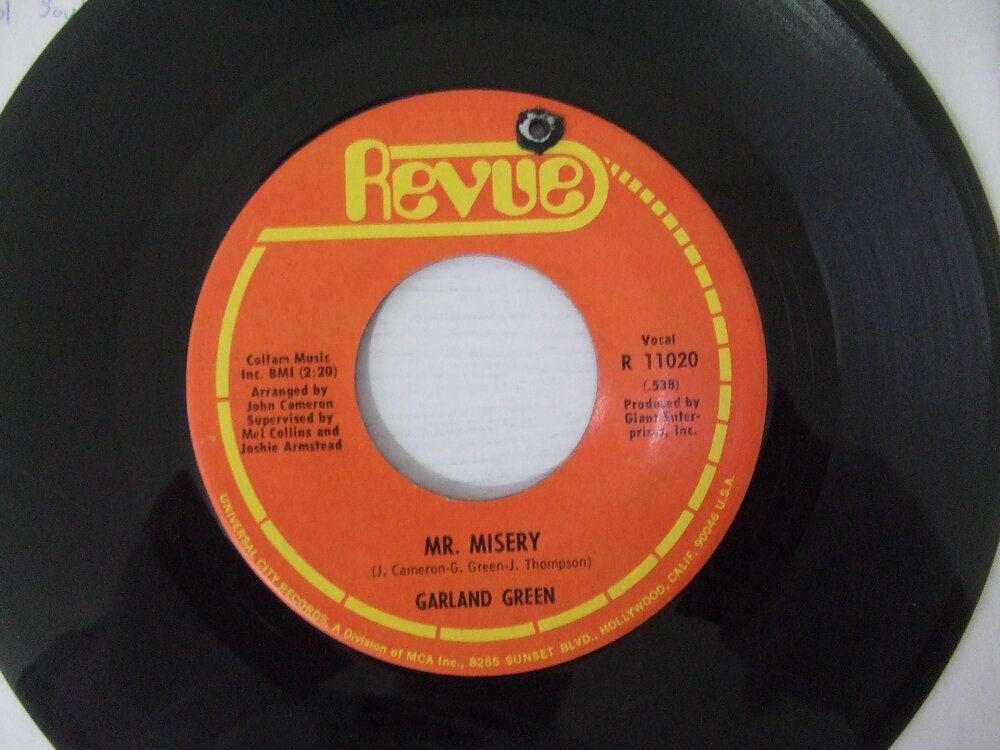 Revue
Colfam Music
Inc. BMI (2:20)
Arranged by
John Cameron
Supervised by
Mel Collins and
Joshie Armstead
Vocal
R 11020
(.538)
Produced by
Giant Enter-
prises, Inc.
MR. MISERY
(J. Cameron-G. Green-J. Thompson)
GARLAND GREEN
UNIVERSAL CITY RECORDS, A Division of MCA Inc., 8255 SUNSET BLVD., HOLLYWOOD, CALIF. 90046 U.S.A.